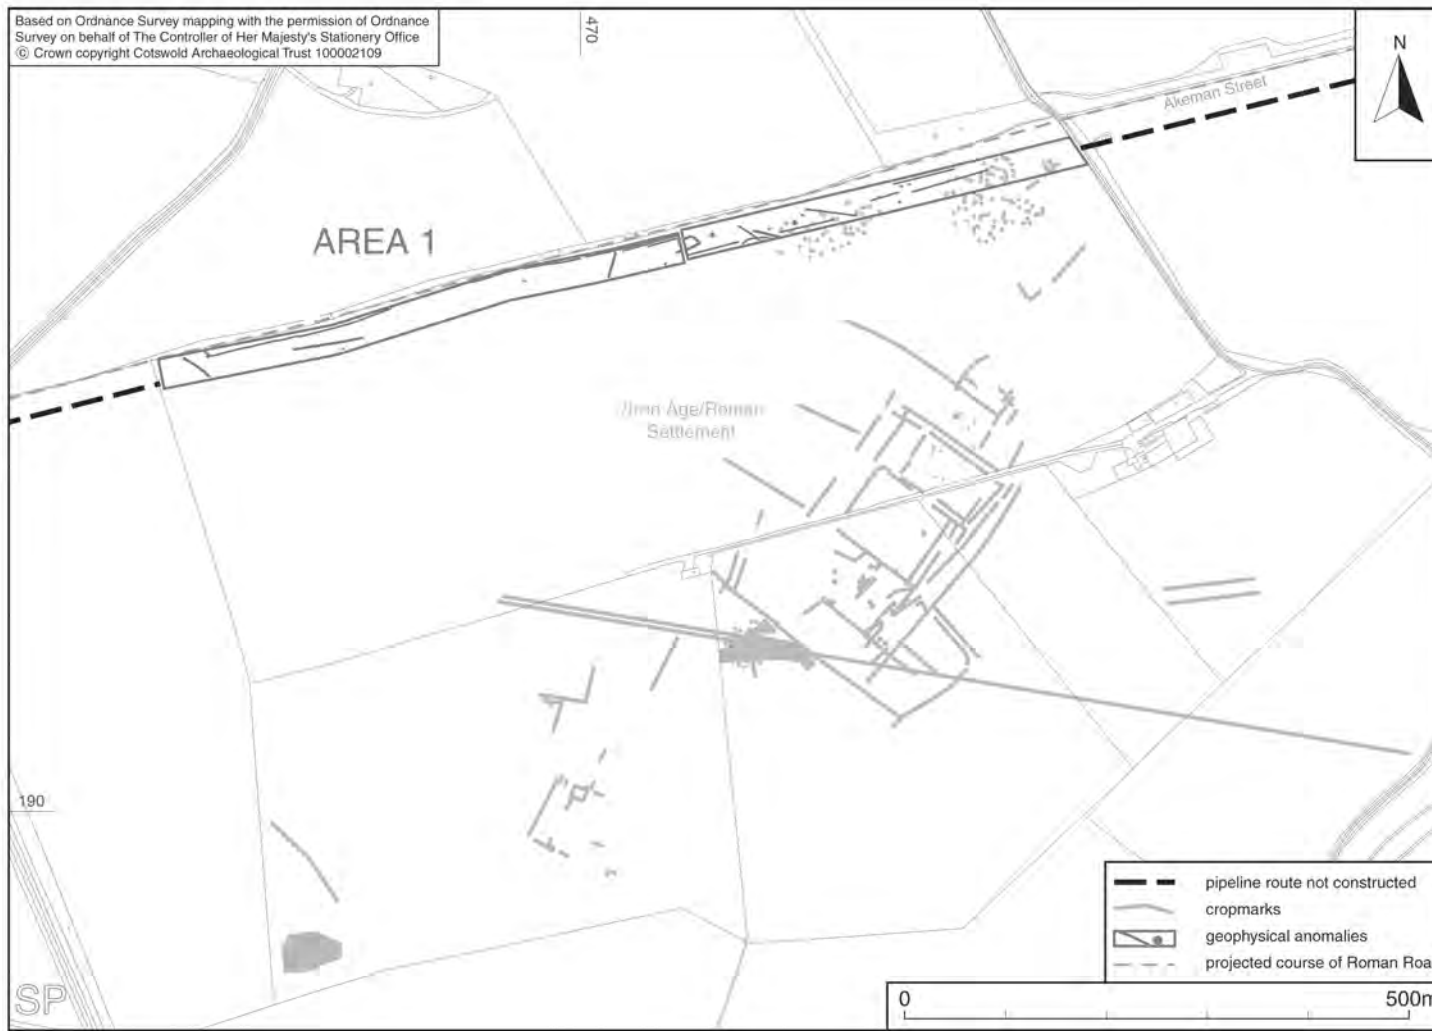 Based on Ordnance Survey mapping with the permission of Ordnance
Survey on behalf of The Controller of Her Majesty's Stationery Office
© Crown copyright Cotswold Archaeological Trust 100002109
470
N
Akeman Street
AREA 1
Age/Roman
Settlement
190
SP
pipeline route not constructed
cropmarks
geophysical anomalies
projected course of Roman Roa
0
500m